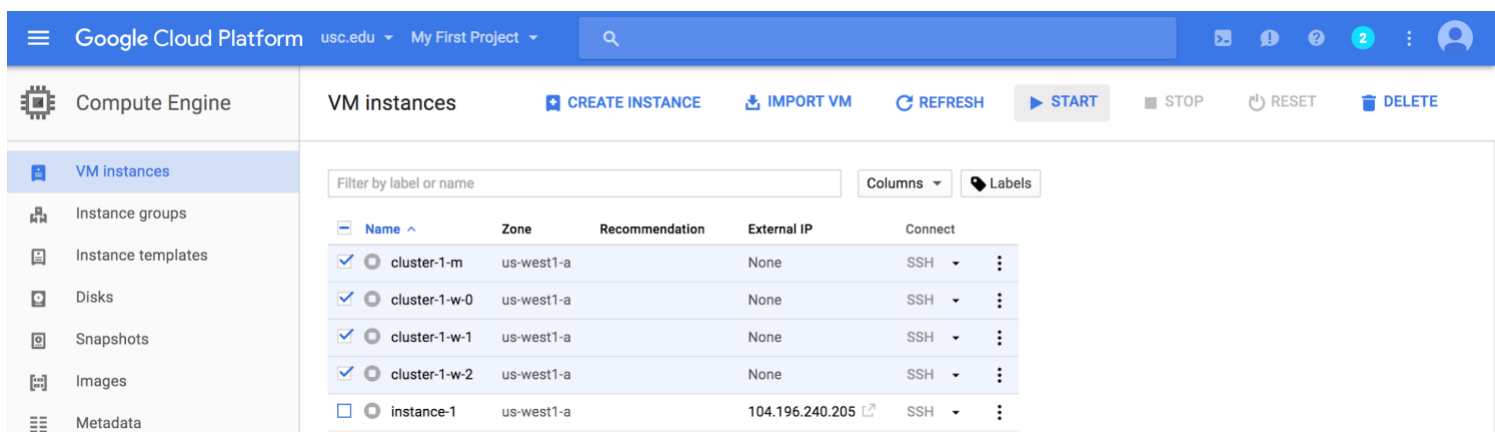 Google Cloud Platform usc.edu My First Project 2
Compute Engine VM instances CREATE INSTANCE IMPORT VM REFRESH START STOP RESET DELETE
VM instances
Instance groups
Instance templates
Disks
Snapshots
Images
Metadata
Filter by label or name Columns Labels
Name Zone Recommendation External IP Connect
cluster-1-m us-west1-a None SSH
cluster-1-w-0 us-west1-a None SSH
cluster-1-w-1 us-west1-a None SSH
cluster-1-w-2 us-west1-a None SSH
instance-1 us-west1-a 104.196.240.205 SSH